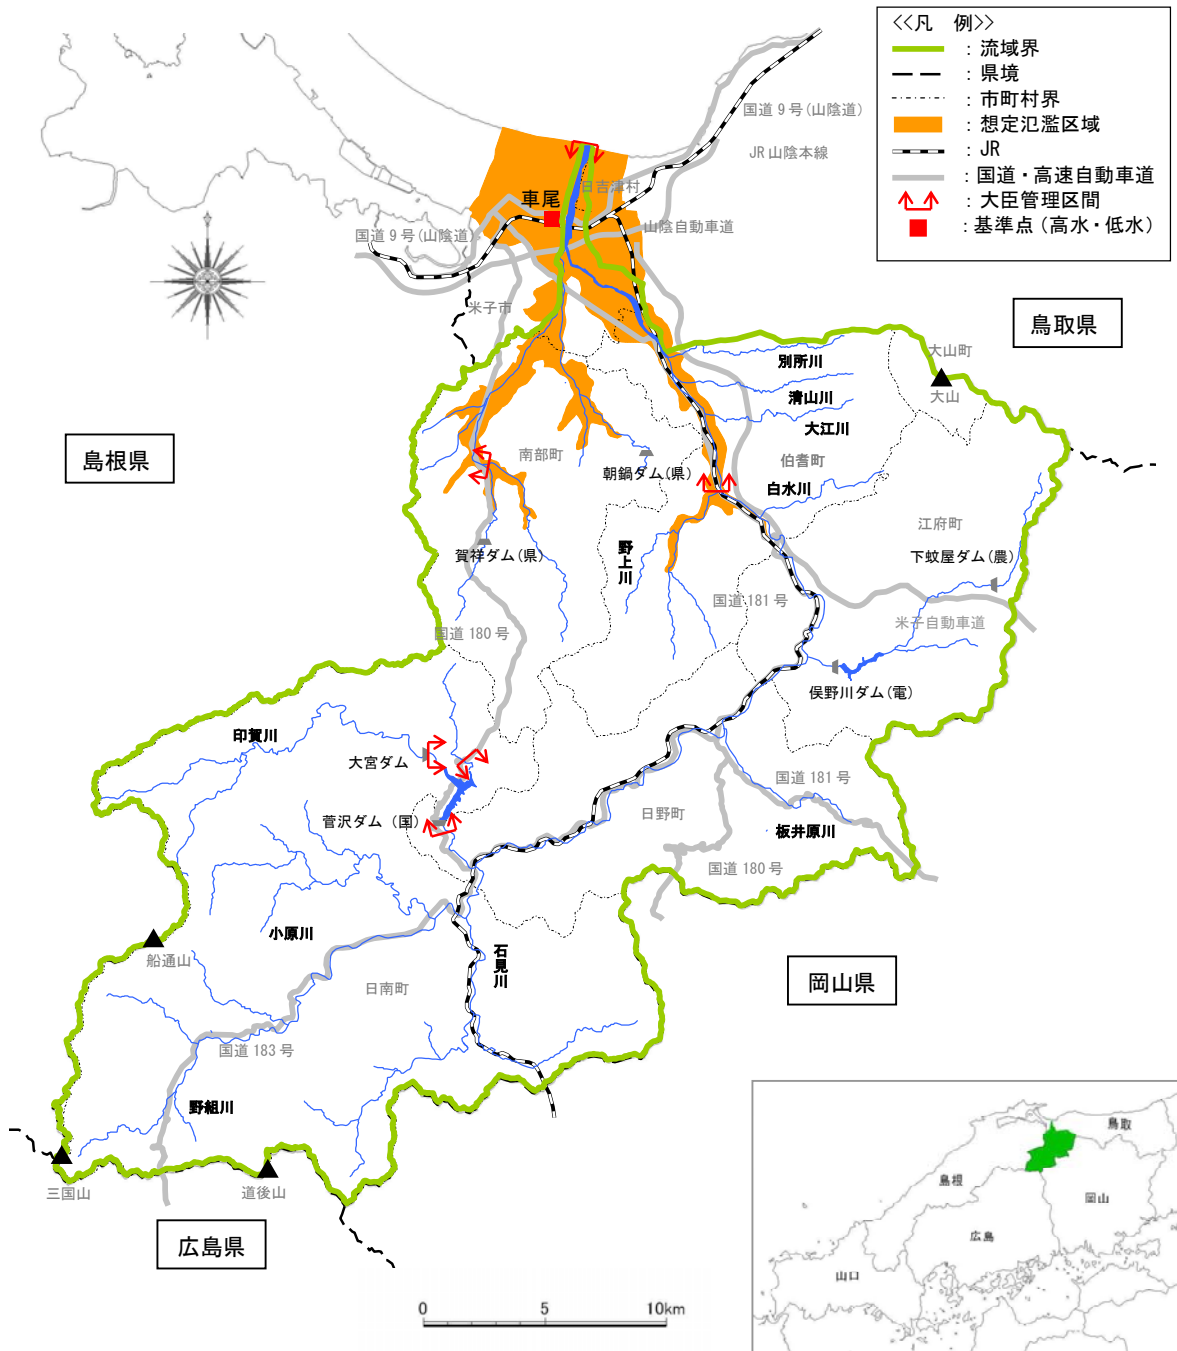 <<凡　例>>
：流域界
：県境
：市町村界
：想定氾濫区域
：JR
：国道・高速自動車道
：大臣管理区間
：基準点（高水・低水）
国道9号(山陰道)
JR山陰本線
日吉津村
車尾
山陰自動車道
国道9号(山陰道)
米子市
鳥取県
大山町
大山
別所川
清山川
大江川
島根県
南部町
朝鍋ダム(県)
伯耆町
白水川
江府町
賀祥ダム(県)
野上川
下蚊屋ダム(農)
国道181号
米子自動車道
国道180号
俣野川ダム(電)
印賀川
大宮ダム
国道181号
菅沢ダム（国）
日野町
板井原川
国道180号
小原川
石見川
船通山
日南町
岡山県
国道183号
野組川
三国山
道後山
広島県
0
5
10km
鳥取
島根
岡山
広島
山口